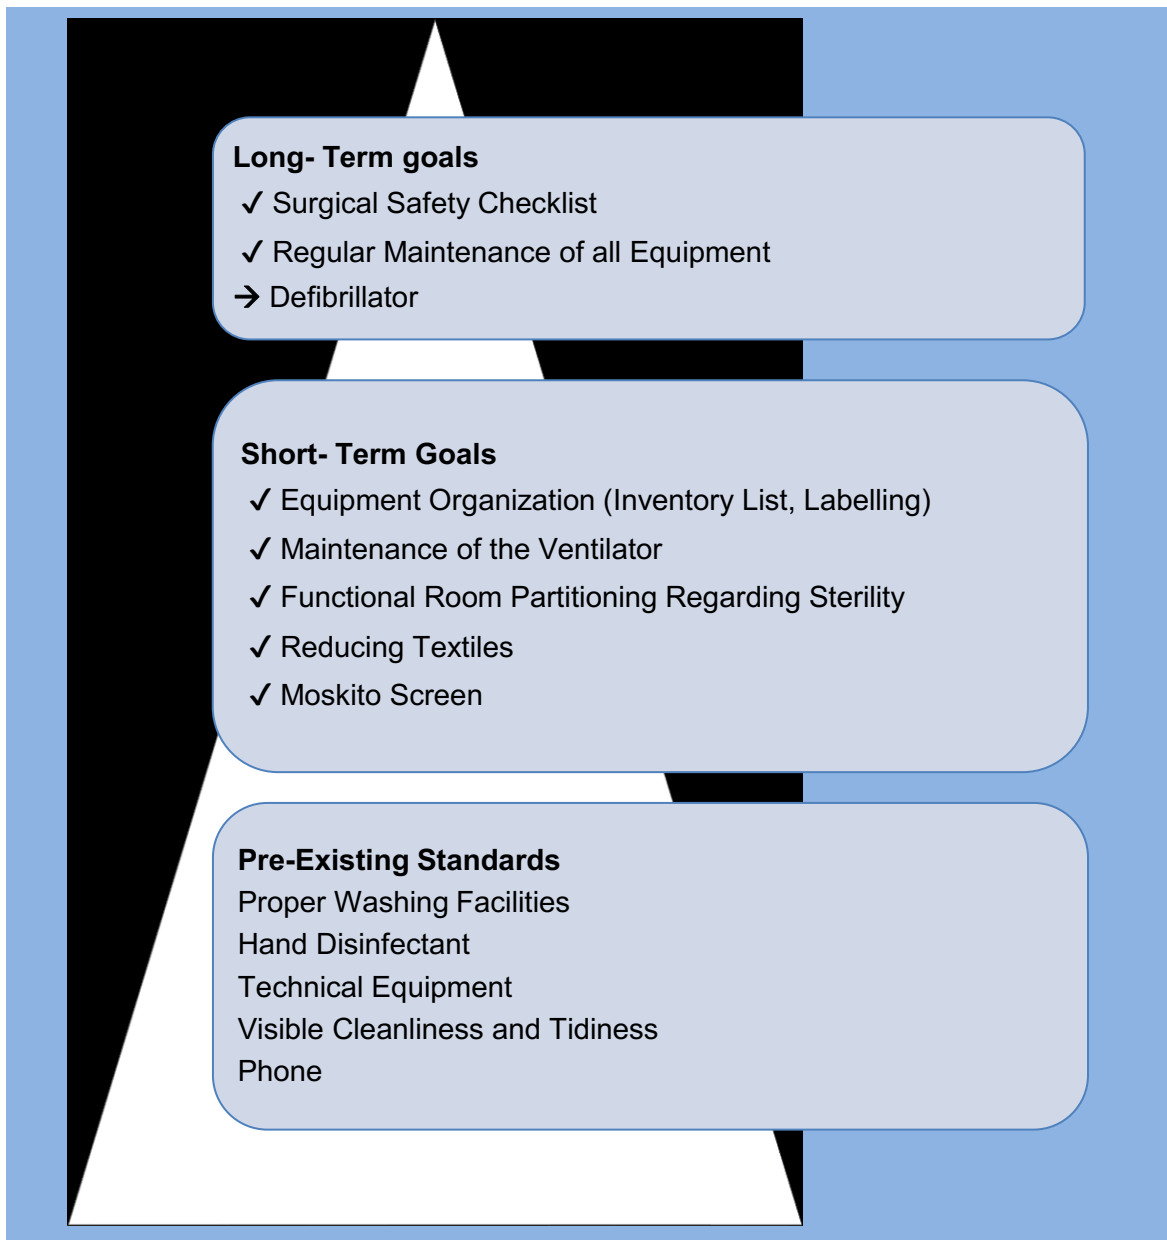 Long- Term goals
✓ Surgical Safety Checklist
✓ Regular Maintenance of all Equipment
→ Defibrillator
Short- Term Goals
✓ Equipment Organization (Inventory List, Labelling)
✓ Maintenance of the Ventilator
✓ Functional Room Partitioning Regarding Sterility
✓ Reducing Textiles
✓ Moskito Screen
Pre-Existing Standards
Proper Washing Facilities
Hand Disinfectant
Technical Equipment
Visible Cleanliness and Tidiness
Phone